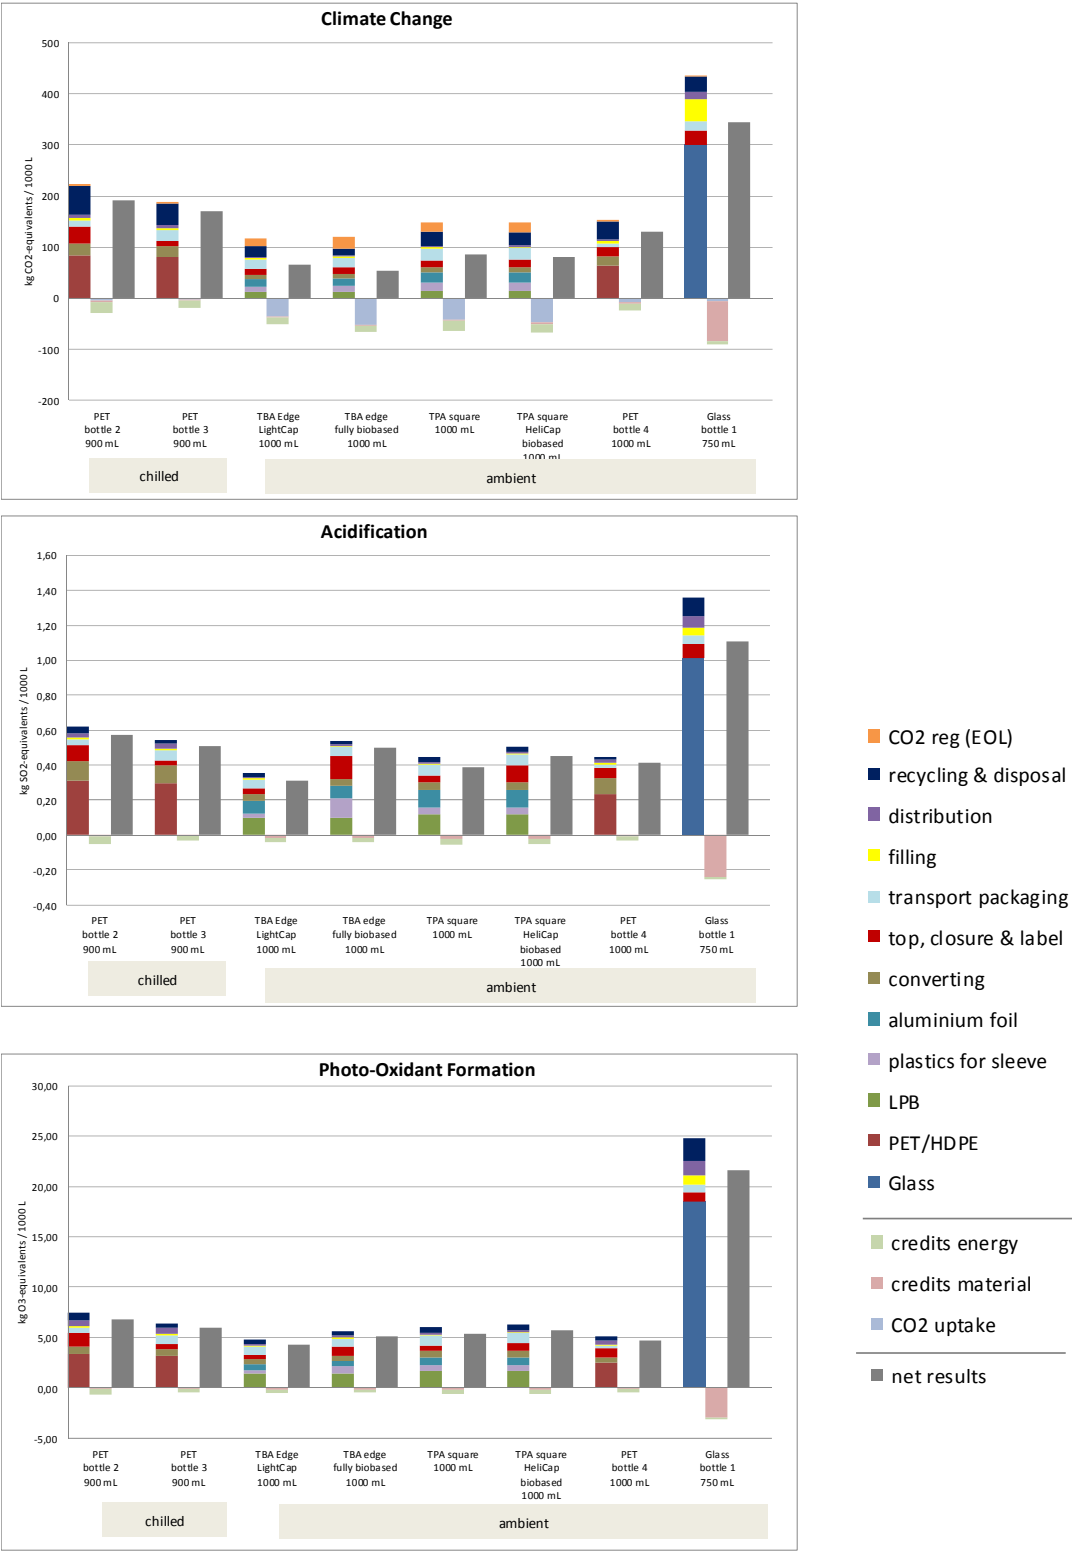 Climate Change
500
400
300
200
100
0
-100
-200
kg CO2-equivalents / 1000 L
PET
bottle 2
900 mL
PET
bottle 3
900 mL
TBA Edge
LightCap
1000 mL
TBA edge
fully biobased
1000 mL
TPA square
1000 mL
TPA square
HeliCap
biobased
1000 mL
PET
bottle 4
1000 mL
Glass
bottle 1
750 mL
chilled
ambient
Acidification
1,60
1,40
1,20
1,00
0,80
0,60
0,40
0,20
0,00
-0,20
-0,40
kg SO2-equivalents / 1000 L
PET
bottle 2
900 mL
PET
bottle 3
900 mL
TBA Edge
LightCap
1000 mL
TBA edge
fully biobased
1000 mL
TPA square
1000 mL
TPA square
HeliCap
biobased
1000 mL
PET
bottle 4
1000 mL
Glass
bottle 1
750 mL
chilled
ambient
Photo-Oxidant Formation
30,00
25,00
20,00
15,00
10,00
5,00
0,00
-5,00
kg O3-equivalents / 1000 L
PET
bottle 2
900 mL
PET
bottle 3
900 mL
TBA Edge
LightCap
1000 mL
TBA edge
fully biobased
1000 mL
TPA square
1000 mL
TPA square
HeliCap
biobased
1000 mL
PET
bottle 4
1000 mL
Glass
bottle 1
750 mL
chilled
ambient
CO2 reg (EOL)
recycling & disposal
distribution
filling
transport packaging
top, closure & label
converting
aluminium foil
plastics for sleeve
LPB
PET/HDPE
Glass
credits energy
credits material
CO2 uptake
net results